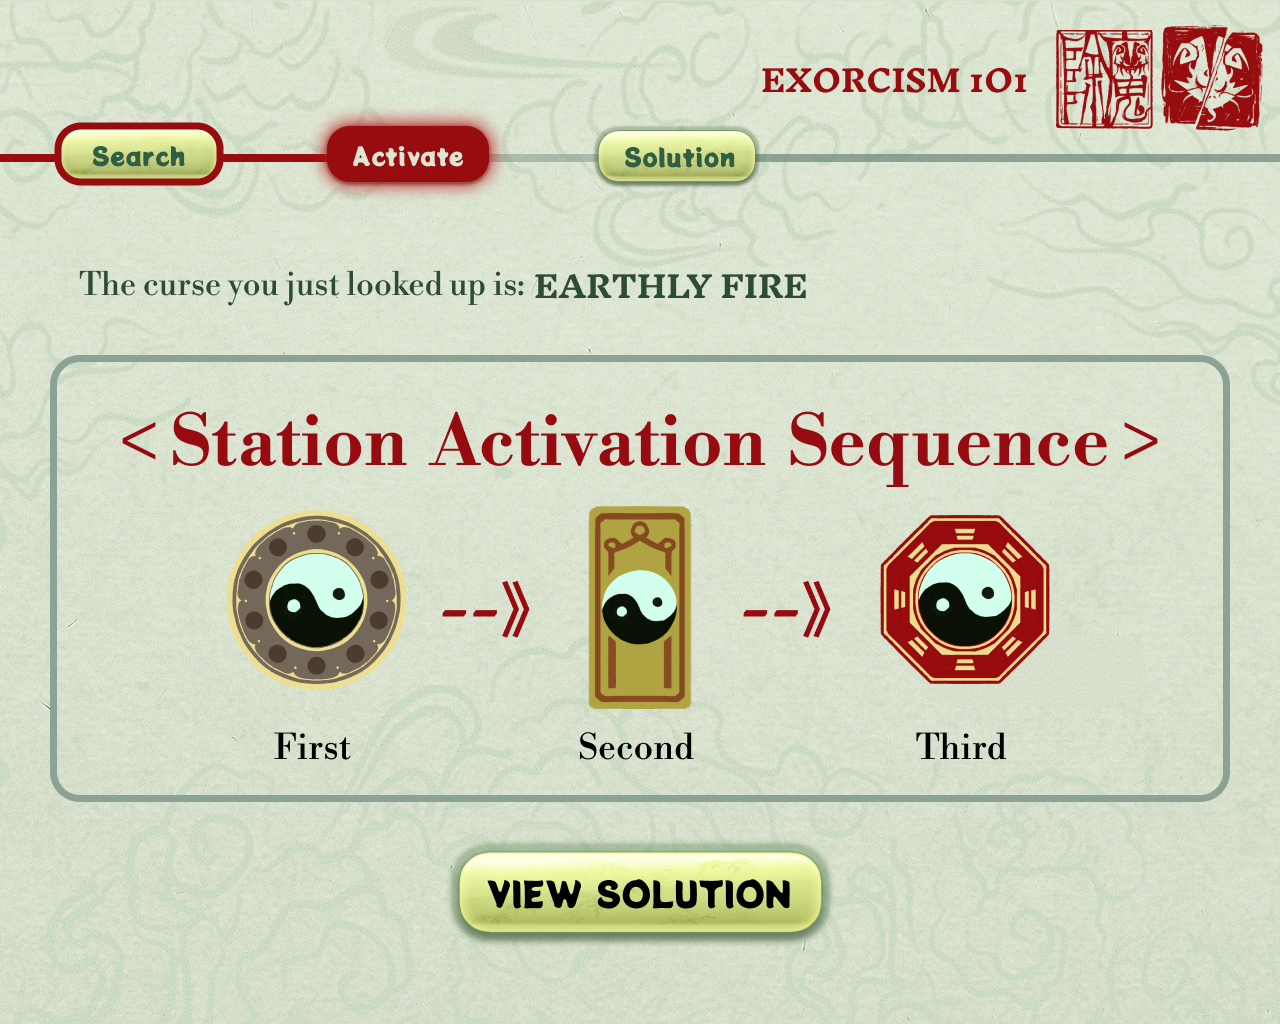 EXORCISM 101
Search
Activate
Solution
The curse you just looked up is: EARTHLY FIRE
< Station Activation Sequence >
First
Second
Third
VIEW SOLUTION